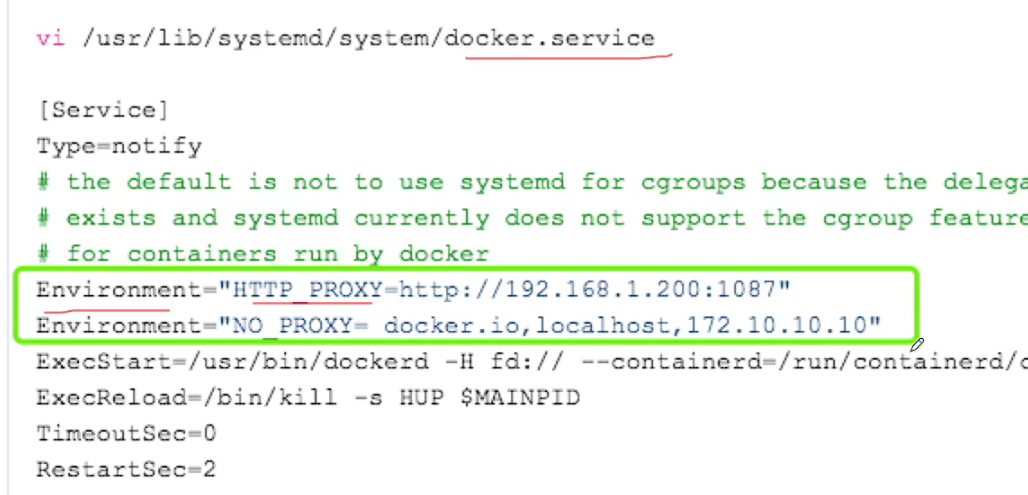 vi /usr/lib/systemd/system/docker.service
[Service]
Type=notify
# the default is not to use systemd for cgroups because the
# exists and systemd currently does not support the cgroup
# for containers run by docker
Environment="HTTP_PROXY=http://192.168.1.200:1087"
Environment="NO_PROXY= docker.io,localhost,172.10.10.10"
ExecStart=/usr/bin/dockerd -H fd:// --containerd=/run/containerd/
ExecReload=/bin/kill -s HUP $MAINPID
TimeoutSec=0
RestartSec=2